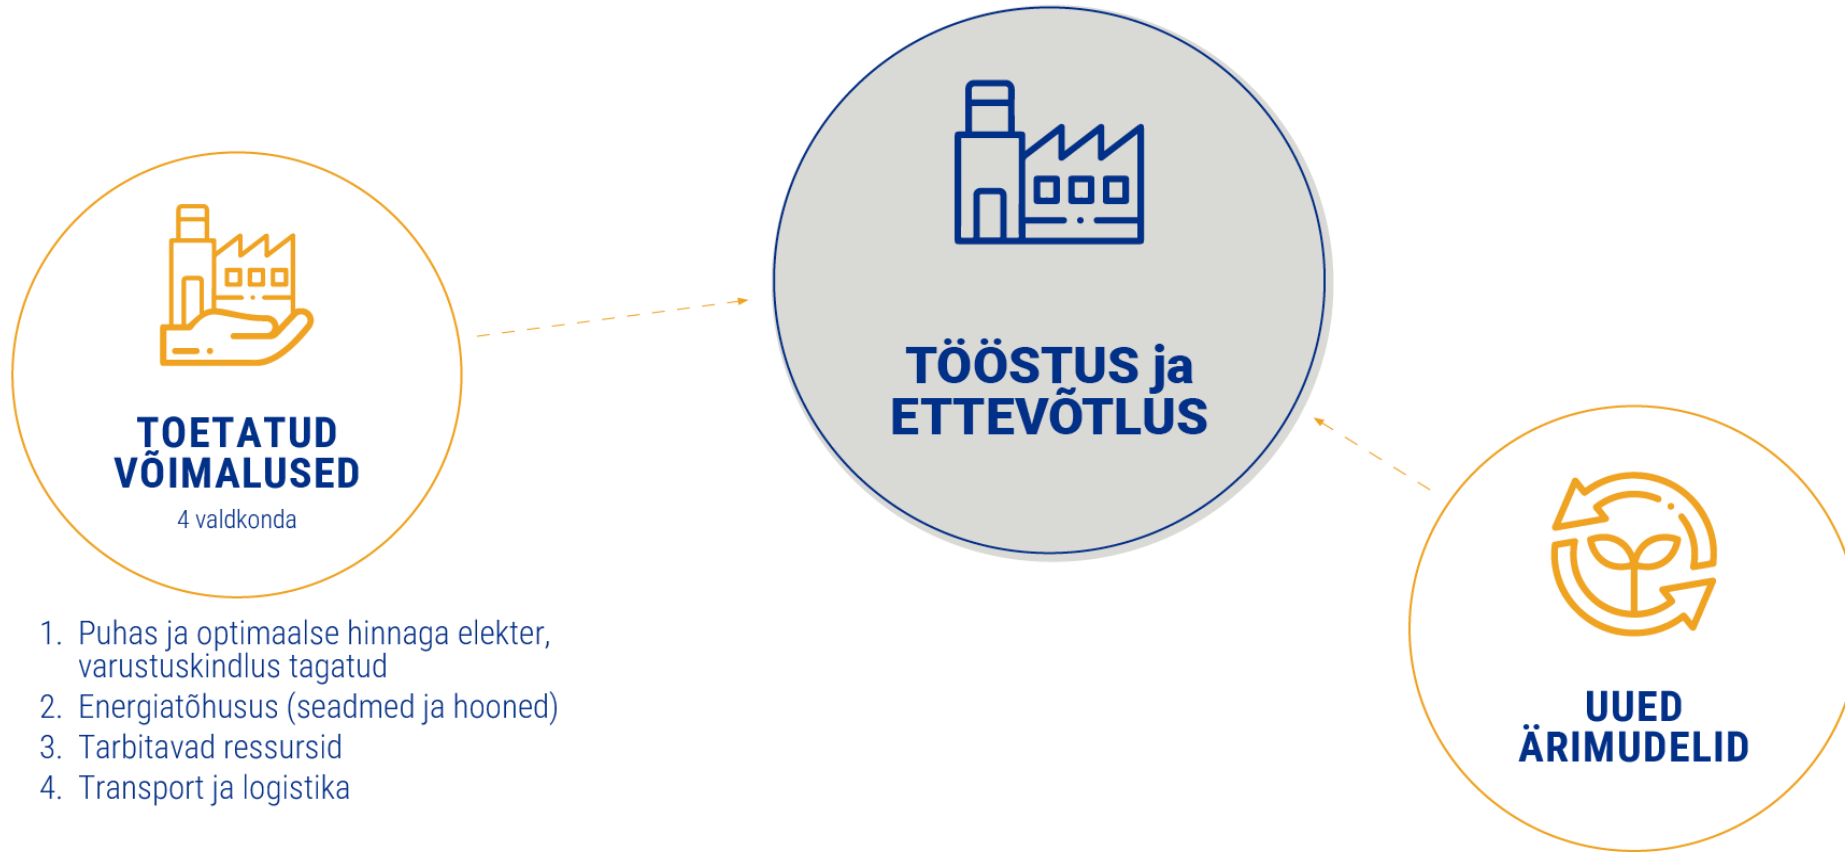 TÖÖSTUS ja
ETTEVÕTLUS
TOETATUD
VÕIMALUSED
4 valdkonda
1. Puhas ja optimaalse hinnaga elekter,
varustuskindlus tagatud
2. Energiatõhusus (seadmed ja hooned)
3. Tarbitavad ressursid
4. Transport ja logistika
UUED
ÄRIMUDELID